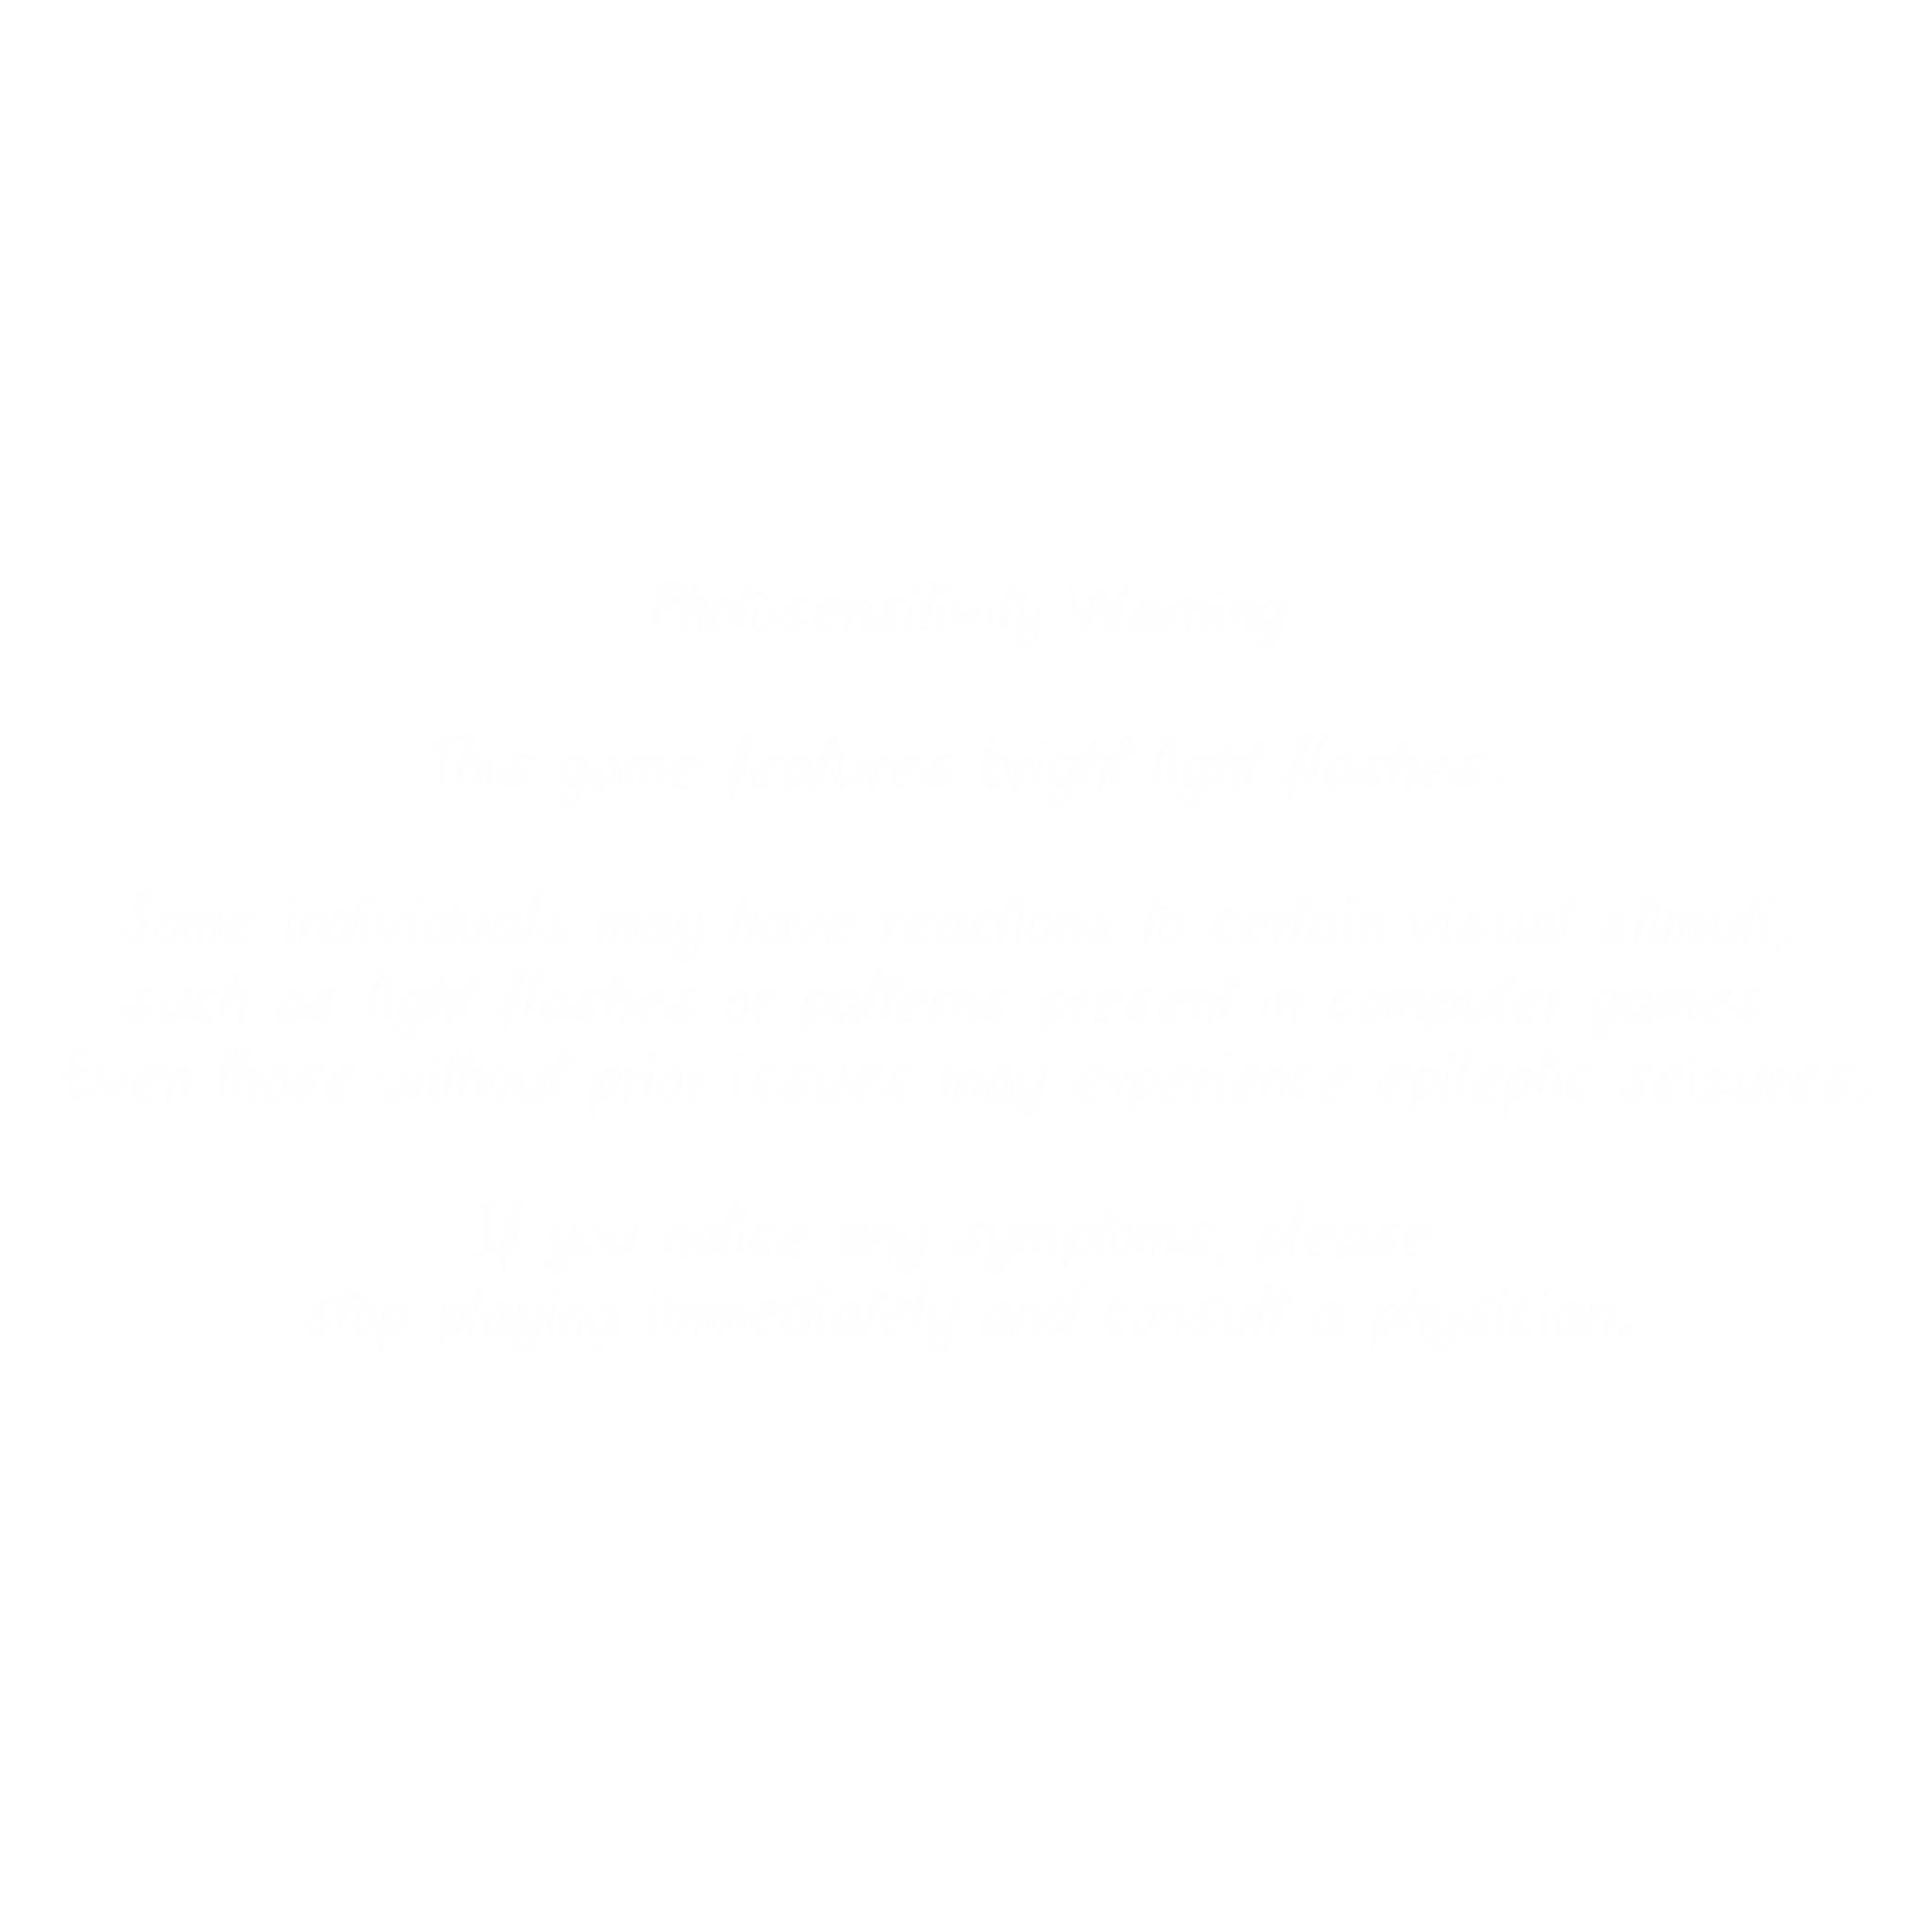 Photosensitivity Warning
This game features bright light flashes.
Some individuals may have reactions to certain visual stimuli,
such as light flashes or patterns present in computer games.
Even those without prior issues may experience epileptic seizures.
If you notice any symptoms, please
stop playing immediately and consult a physician.